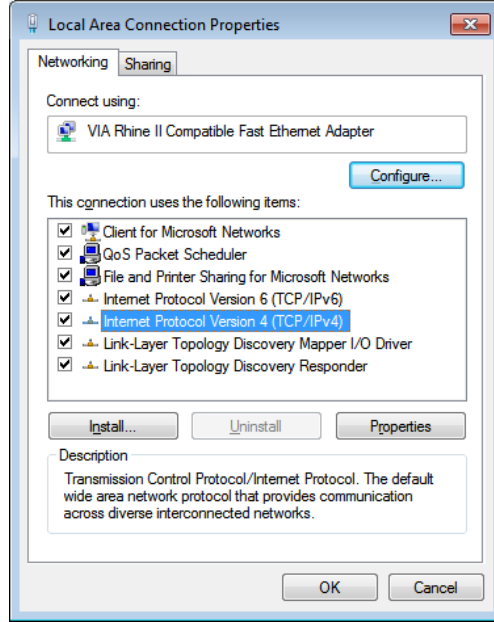 Local Area Connection Properties
Networking
Sharing
Connect using:
VIA Rhine II Compatible Fast Ethernet Adapter
Configure...
This connection uses the following items:
Client for Microsoft Networks
QoS Packet Scheduler
File and Printer Sharing for Microsoft Networks
Internet Protocol Version 6 (TCP/IPv6)
Internet Protocol Version 4 (TCP/IPv4)
Link-Layer Topology Discovery Mapper I/O Driver
Link-Layer Topology Discovery Responder
Install...
Uninstall
Properties
Description
Transmission Control Protocol/Internet Protocol. The default
wide area network protocol that provides communication
across diverse interconnected networks.
OK
Cancel